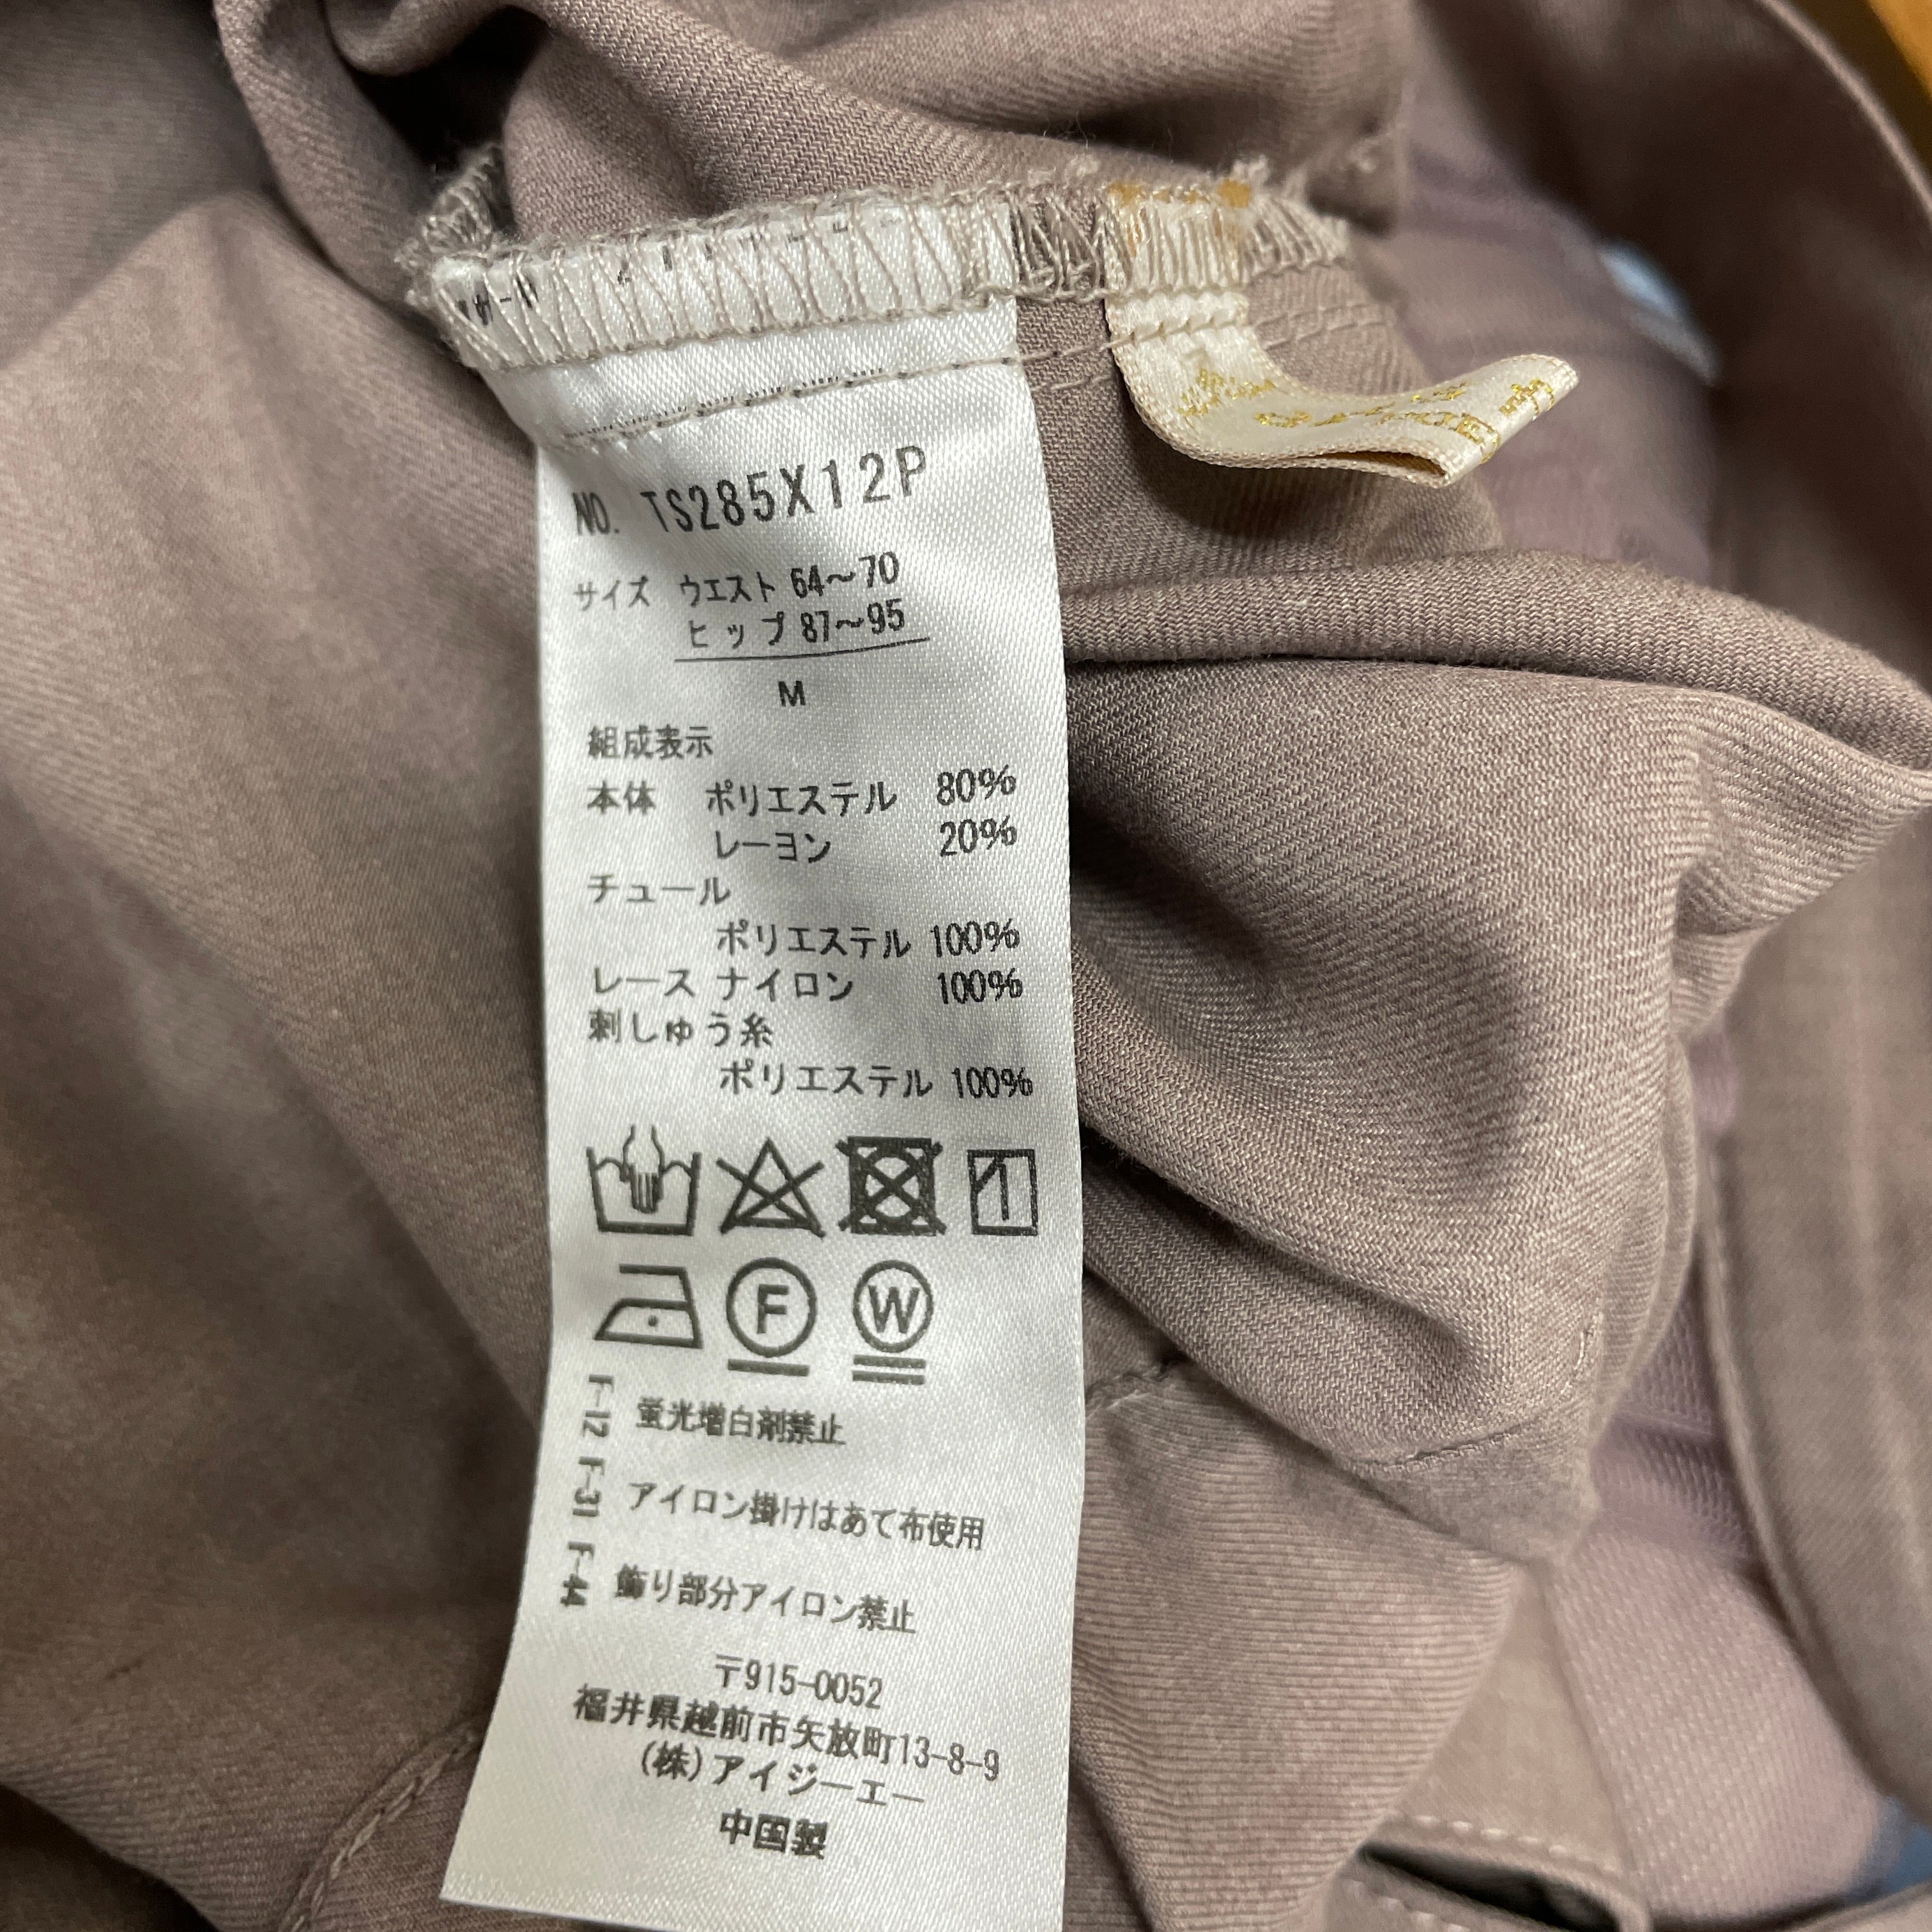 NO. TS285X12P
サイズ ウエスト 64〜70
ヒップ 87〜95
M
組成表示
本体 ポリエステル 80%
レーヨン 20%
チュール
ポリエステル 100%
レース ナイロン 100%
刺しゅう糸
ポリエステル 100%
F W
F-12 蛍光増白剤禁止
F-31 アイロン掛けはあて布使用
F-44 飾り部分アイロン禁止
〒915-0052
福井県越前市矢放町13-8-9
(株)アイジーエー
中国製